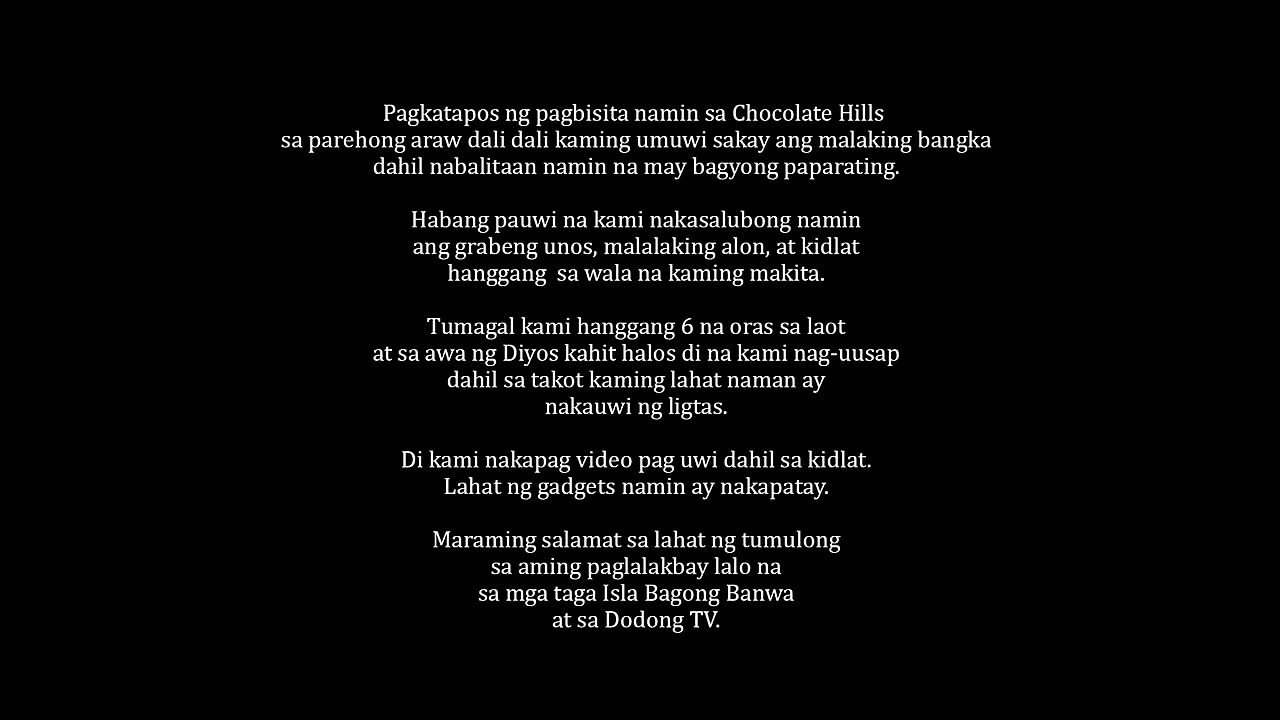 Pagkatapos ng pagbisita namin sa Chocolate Hills
sa parehong araw dali dali kaming umuwi sakay ang malaking bangka
dahil nabalitaan namin na may bagyong paparating.
Habang pauwi na kami nakasalubong namin
ang grabeng unos, malalaking alon, at kidlat
hanggang  sa wala na kaming makita.
Tumagal kami hanggang 6 na oras sa laot
at sa awa ng Diyos kahit halos di na kami nag-uusap
dahil sa takot kaming lahat naman ay
nakauwi ng ligtas.
Di kami nakapag video pag uwi dahil sa kidlat.
Lahat ng gadgets namin ay nakapatay.
Maraming salamat sa lahat ng tumulong
sa aming paglalakbay lalo na
sa mga taga Isla Bagong Banwa
at sa Dodong TV.